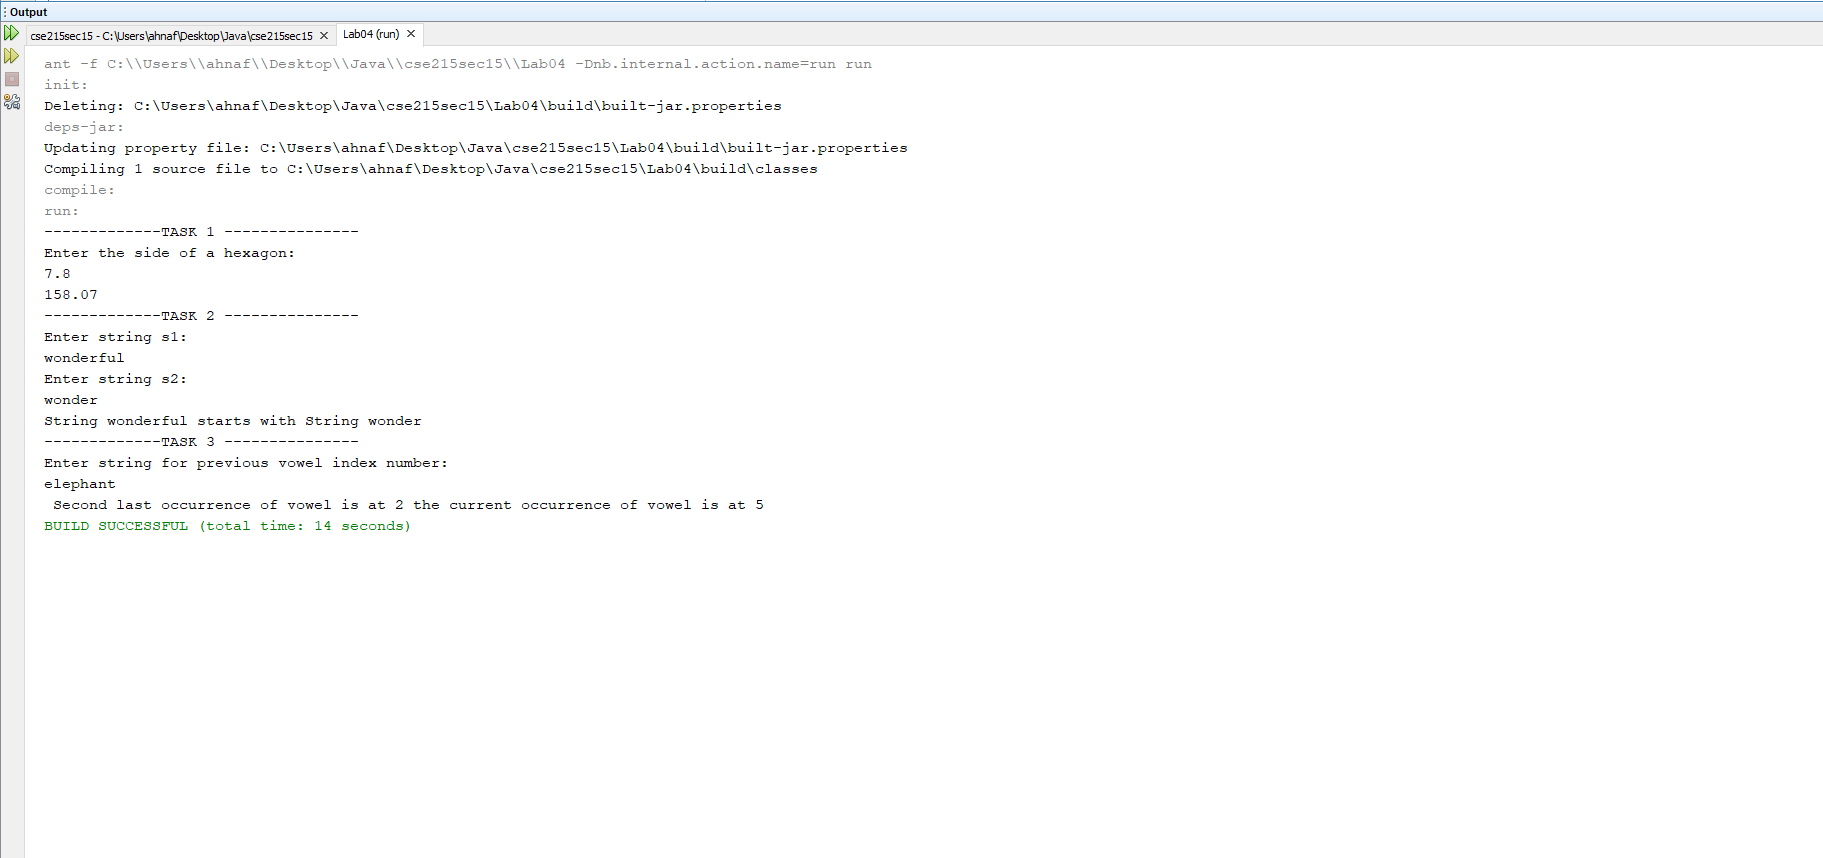 Output
cse215sec15 - C:\Users\ahnaf\Desktop\Java\cse215sec15
Lab04 (run)
ant -f C:\\Users\\ahnaf\\Desktop\\Java\\cse215sec15\\Lab04 -Dnb.internal.action.name=run run
init:
Deleting: C:\Users\ahnaf\Desktop\Java\cse215sec15\Lab04\build\built-jar.properties
deps-jar:
Updating property file: C:\Users\ahnaf\Desktop\Java\cse215sec15\Lab04\build\built-jar.properties
Compiling 1 source file to C:\Users\ahnaf\Desktop\Java\cse215sec15\Lab04\build\classes
compile:
run:
-------------TASK 1 ---------------
Enter the side of a hexagon:
7.8
158.07
-------------TASK 2 ---------------
Enter string s1:
wonderful
Enter string s2:
wonder
String wonderful starts with String wonder
-------------TASK 3 ---------------
Enter string for previous vowel index number:
elephant
 Second last occurrence of vowel is at 2 the current occurrence of vowel is at 5
BUILD SUCCESSFUL (total time: 14 seconds)